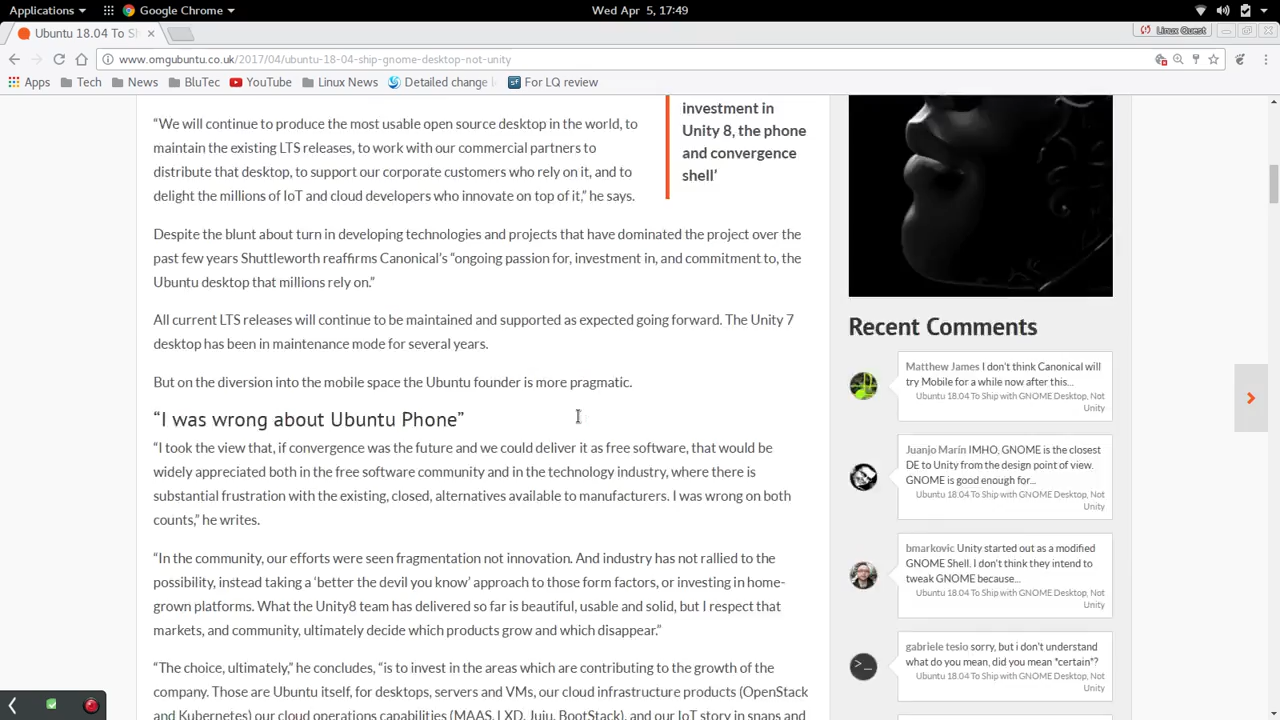 Applications
Google Chrome
Wed Apr 5, 17:49
Ubuntu 18.04 To Sh
Linux Quest
www.omgubuntu.co.uk/2017/04/ubuntu-18-04-ship-gnome-desktop-not-unity
Apps
Tech
News
BluTec
YouTube
Linux News
Detailed change
For LQ review
“We will continue to produce the most usable open source desktop in the world, to
maintain the existing LTS releases, to work with our commercial partners to
distribute that desktop, to support our corporate customers who rely on it, and to
delight the millions of IoT and cloud developers who innovate on top of it,” he says.
investment in
Unity 8, the phone
and convergence
shell’
Despite the blunt about turn in developing technologies and projects that have dominated the project over the
past few years Shuttleworth reaffirms Canonical’s “ongoing passion for, investment in, and commitment to, the
Ubuntu desktop that millions rely on.”
All current LTS releases will continue to be maintained and supported as expected going forward. The Unity 7
desktop has been in maintenance mode for several years.
But on the diversion into the mobile space the Ubuntu founder is more pragmatic.
“I was wrong about Ubuntu Phone”
“I took the view that, if convergence was the future and we could deliver it as free software, that would be
widely appreciated both in the free software community and in the technology industry, where there is
substantial frustration with the existing, closed, alternatives available to manufacturers. I was wrong on both
counts,” he writes.
“In the community, our efforts were seen fragmentation not innovation. And industry has not rallied to the
possibility, instead taking a ‘better the devil you know’ approach to those form factors, or investing in home-
grown platforms. What the Unity8 team has delivered so far is beautiful, usable and solid, but I respect that
markets, and community, ultimately decide which products grow and which disappear.”
“The choice, ultimately,” he concludes, “is to invest in the areas which are contributing to the growth of the
company. Those are Ubuntu itself, for desktops, servers and VMs, our cloud infrastructure products (OpenStack
and Kubernetes) our cloud operations capabilities (MAAS, LXD, Juju, BootStack), and our IoT story in snaps and
Recent Comments
Matthew James I don't think Canonical will
try Mobile for a while now after this...
Ubuntu 18.04 To Ship with GNOME Desktop, Not
Unity
Juanjo Marin IMHO, GNOME is the closest
DE to Unity from the design point of view.
GNOME is good enough for...
Ubuntu 18.04 To Ship with GNOME Desktop, Not
Unity
bmarkovic Unity started out as a modified
GNOME Shell. I don't think they intend to
tweak GNOME because...
Ubuntu 18.04 To Ship with GNOME Desktop, Not
Unity
gabriele tesio sorry, but i don't understand
what do you mean, did you mean *certain*?
Ubuntu 18.04 To Ship with GNOME Desktop, Not
Unity